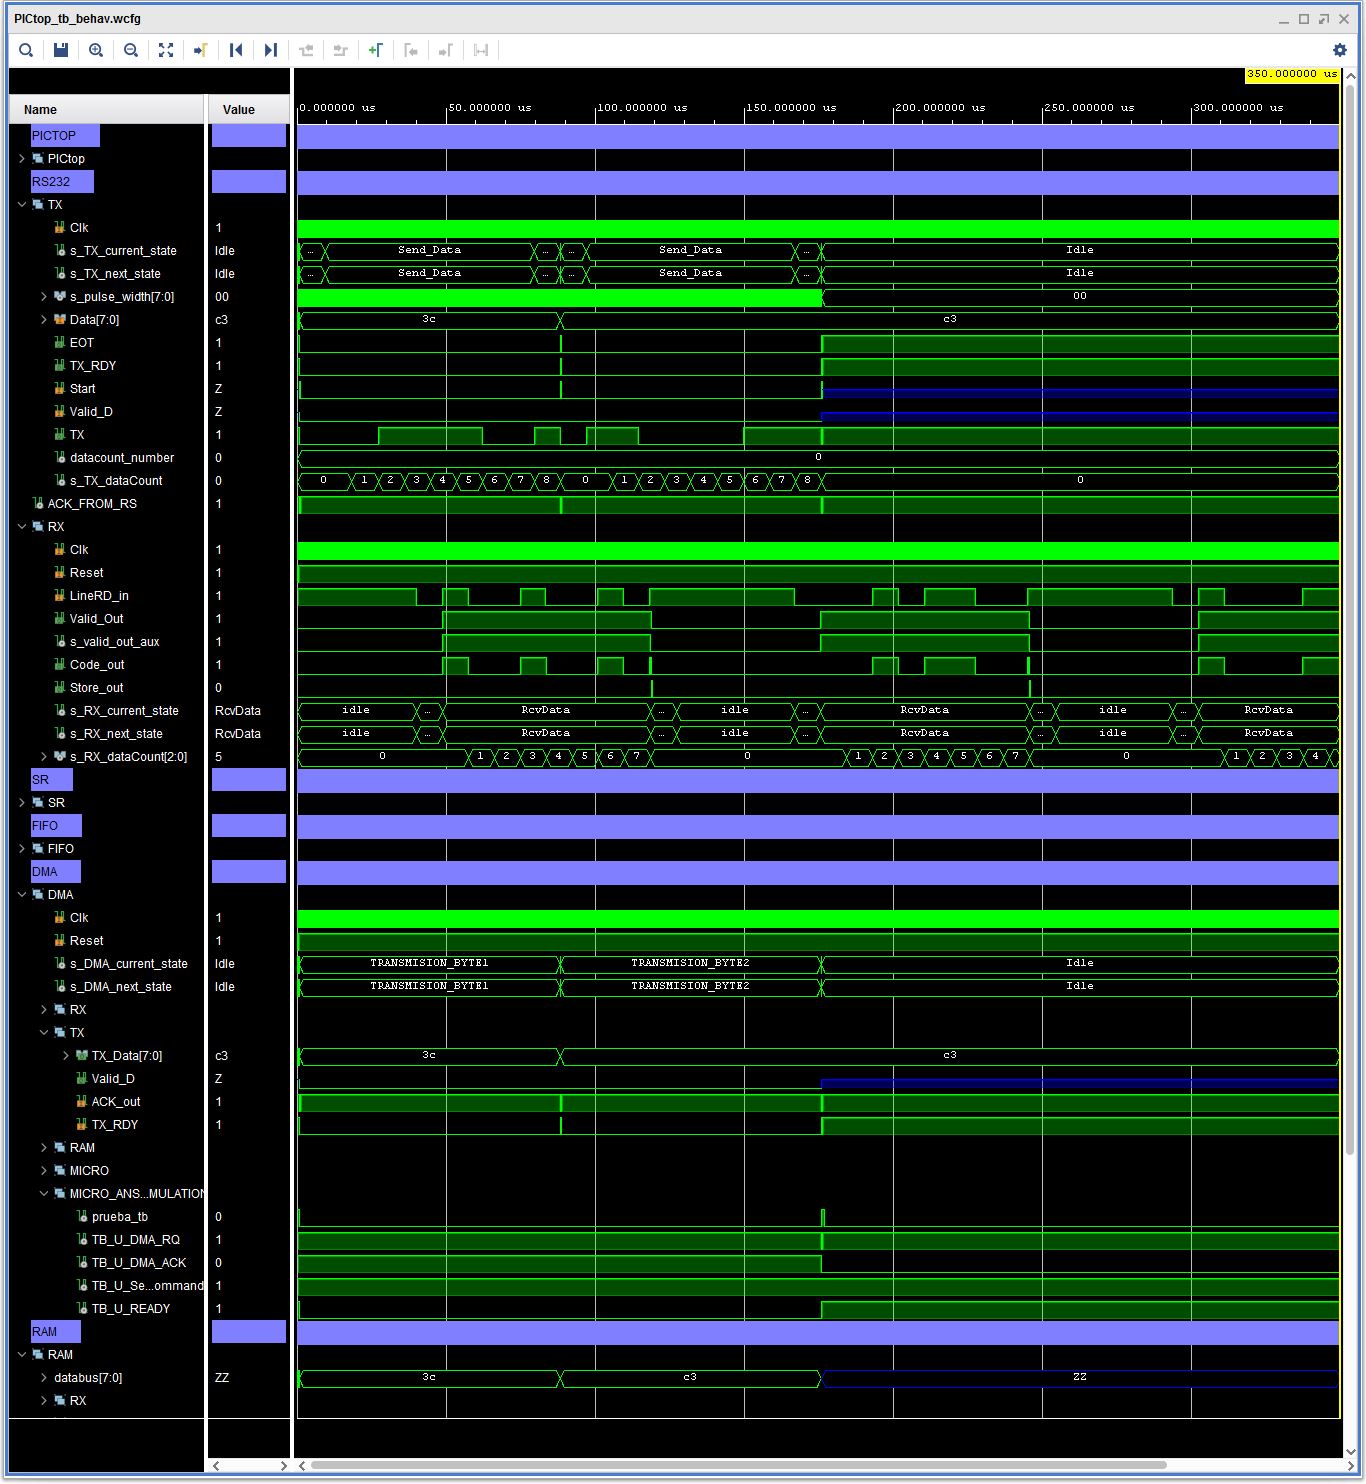 PICtop_tb_behav.wcfg
350.000000 us
Name Value 0.000000 us 50.000000 us 100.000000 us 150.000000 us 200.000000 us 250.000000 us 300.000000 us
PICTOP
PICtop
RS232
TX
Clk 1
s_TX_current_state Idle ... Send_Data ... ... Send_Data ... Idle
s_TX_next_state Idle ... Send_Data ... ... Send_Data ... Idle
s_pulse_width[7:0] 00 00
Data[7:0] c3 3c c3
EOT 1
TX_RDY 1
Start Z
Valid_D Z
TX 1
datacount_number 0 0
s_TX_dataCount 0 0 1 2 3 4 5 6 7 8 0 1 2 3 4 5 6 7 8 0
ACK_FROM_RS 1
RX
Clk 1
Reset 1
LineRD_in 1
Valid_Out 1
s_valid_out_aux 1
Code_out 1
Store_out 0
s_RX_current_state RcvData idle ... RcvData ... idle ... RcvData ... idle ... RcvData
s_RX_next_state RcvData idle ... RcvData ... idle ... RcvData ... idle ... RcvData
s_RX_dataCount[2:0] 5 0 1 2 3 4 5 6 7 0 1 2 3 4 5 6 7 0 1 2 3 4
SR
SR
FIFO
FIFO
DMA
DMA
Clk 1
Reset 1
s_DMA_current_state Idle TRANSMISION_BYTE1 TRANSMISION_BYTE2 Idle
s_DMA_next_state Idle TRANSMISION_BYTE1 TRANSMISION_BYTE2 Idle
RX
TX
TX_Data[7:0] c3 3c c3
Valid_D Z
ACK_out 1
TX_RDY 1
RAM
MICRO
MICRO_ANS...MULATION
prueba_tb 0
TB_U_DMA_RQ 1
TB_U_DMA_ACK 0
TB_U_Se...ommand 1
TB_U_READY 1
RAM
RAM
databus[7:0] ZZ 3c c3 ZZ
RX